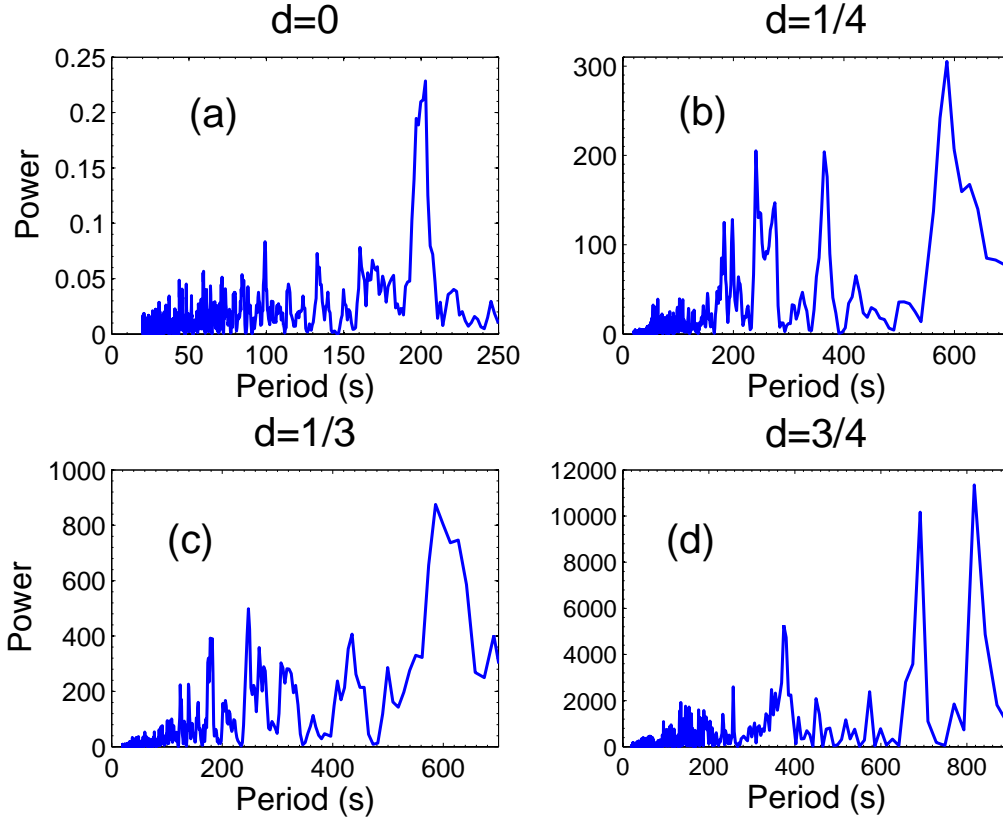 d=0
d=1/4
0.25
0.2
0.15
0.1
0.05
0
Power
(a)
0 50 100 150 200 250
Period (s)
300
200
100
0
(b)
200 400 600
Period (s)
d=1/3
d=3/4
1000
800
600
400
200
0
Power
(c)
0 200 400 600
Period (s)
12000
10000
8000
6000
4000
2000
0
(d)
0 200 400 600 800
Period (s)